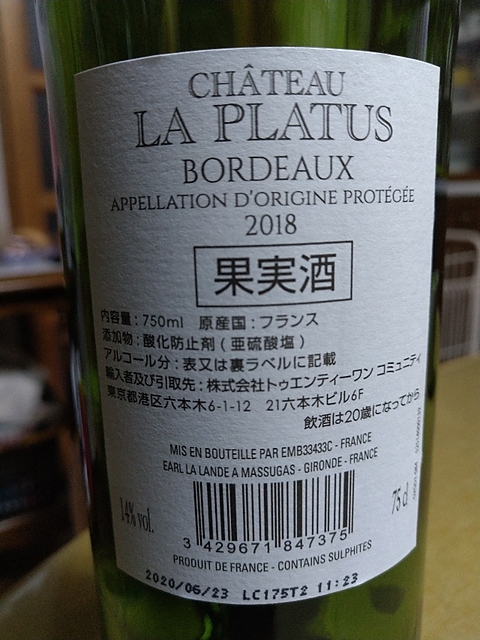 CHÂTEAU
LA PLATUS
BORDEAUX
APPELLATION D'ORIGINE PROTÉGÉE
2018
果実酒
内容量：750ml 原産国：フランス
添加物：酸化防止剤（亜硫酸塩）
アルコール分：表又は裏ラベルに記載
輸入者及び引取先：株式会社トゥエンティーワン コミュニティ
東京都港区六本木6-1-12 21六本木ビル6F
飲酒は20歳になってから
MIS EN BOUTEILLE PAR EMB33433C - FRANCE
EARL LA LANDE A MASSUGAS - GIRONDE - FRANCE
14% vol.
75 cl
3 429671 847375
PRODUIT DE FRANCE - CONTAINS SULPHITES
2020/06/23 LC175T2 11:23